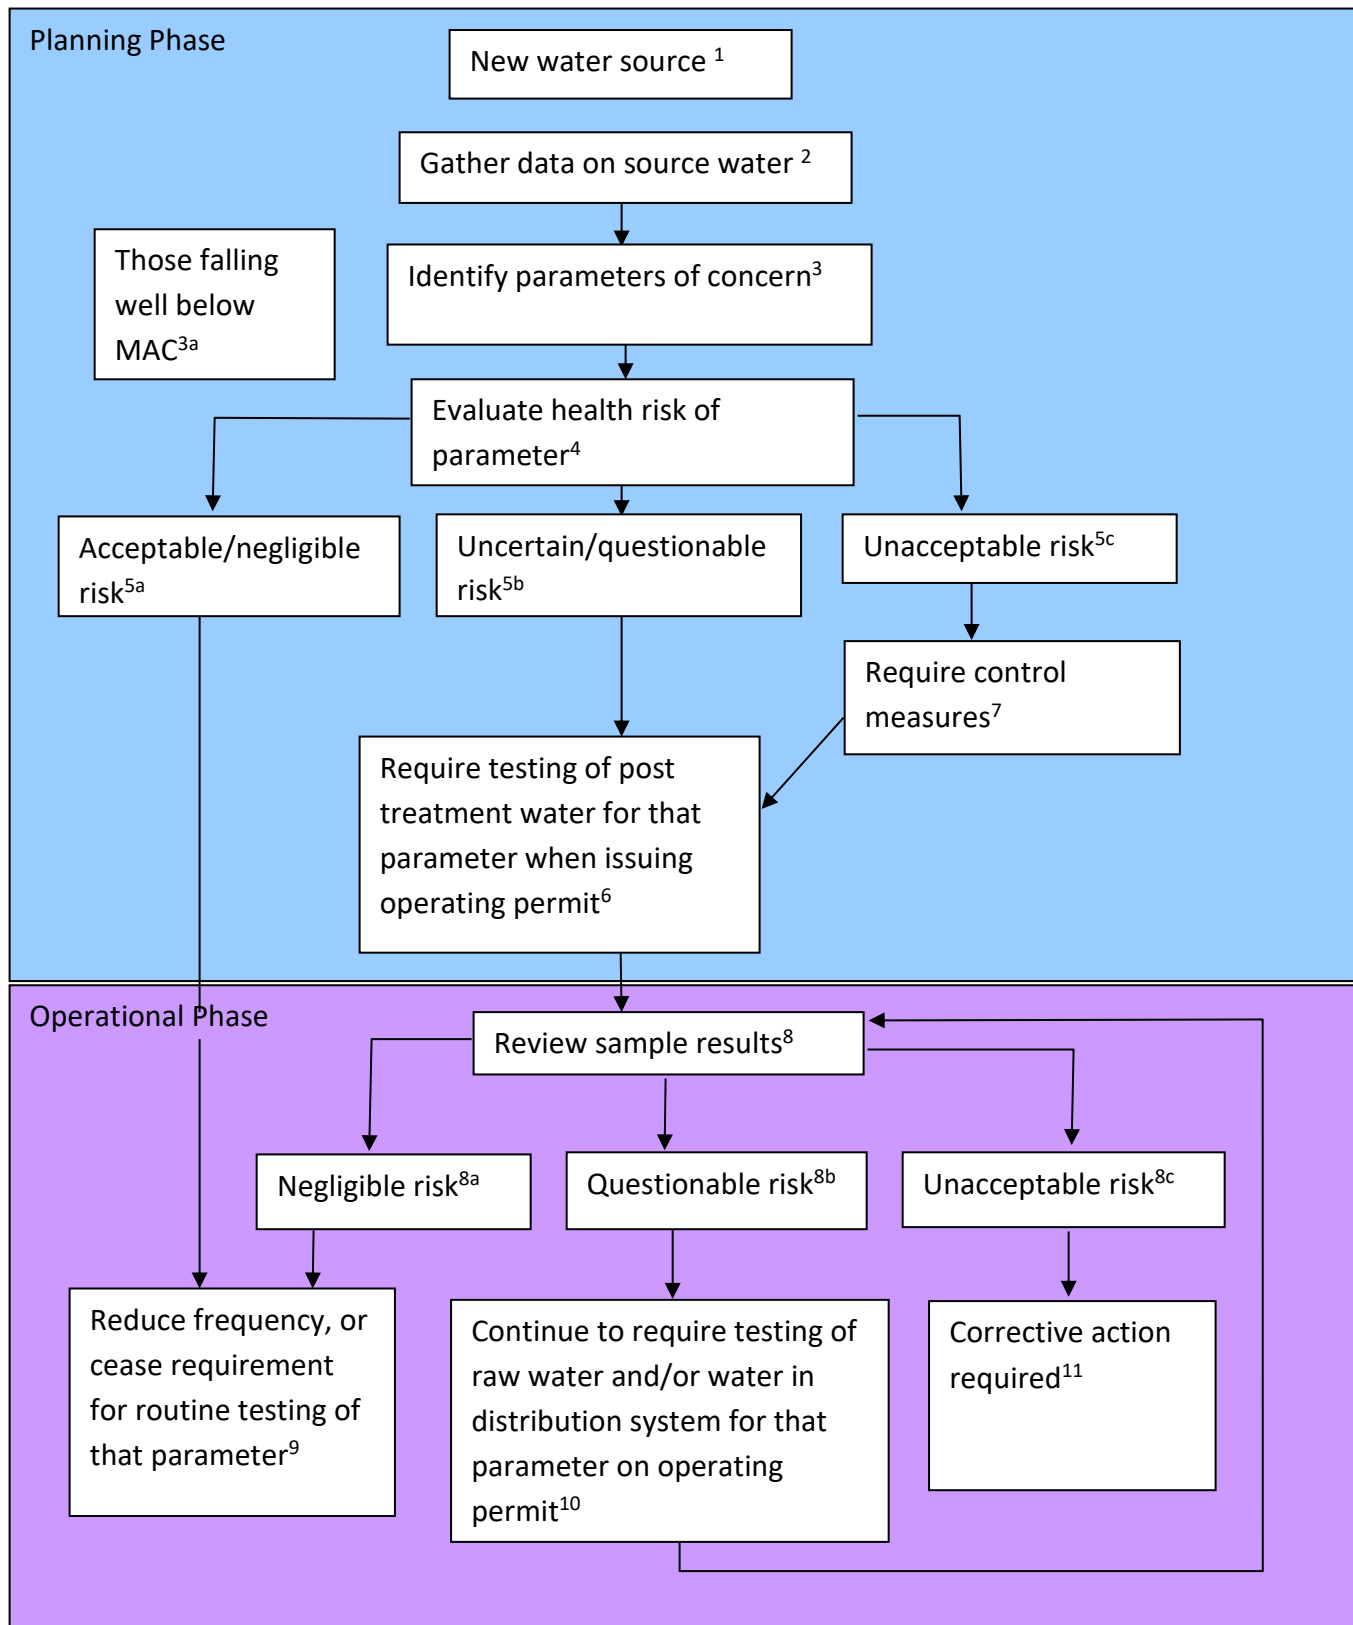 Planning Phase
New water source 1
Gather data on source water 2
Those falling
well below
MAC3a
Identify parameters of concern3
Evaluate health risk of
parameter4
Acceptable/negligible
risk5a
Uncertain/questionable
risk5b
Unacceptable risk5c
Require control
measures7
Require testing of post
treatment water for that
parameter when issuing
operating permit6
Operational Phase
Review sample results8
Negligible risk8a
Questionable risk8b
Unacceptable risk8c
Reduce frequency, or
cease requirement
for routine testing of
that parameter9
Continue to require testing of
raw water and/or water in
distribution system for that
parameter on operating
permit10
Corrective action
required11